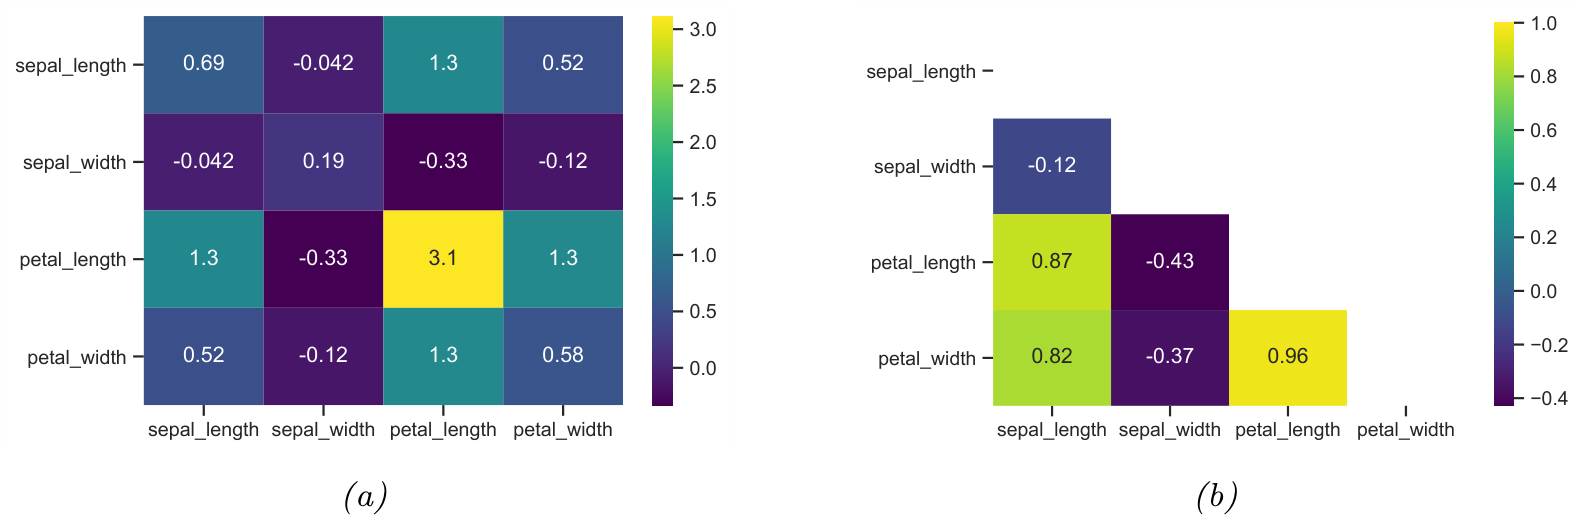 sepal_length 0.69 -0.042 1.3 0.52
sepal_width -0.042 0.19 -0.33 -0.12
petal_length 1.3 -0.33 3.1 1.3
petal_width 0.52 -0.12 1.3 0.58
sepal_length sepal_width petal_length petal_width
3.0
2.5
2.0
1.5
1.0
0.5
0.0
(a)
sepal_length
sepal_width -0.12
petal_length 0.87 -0.43
petal_width 0.82 -0.37 0.96
sepal_length sepal_width petal_length petal_width
1.0
0.8
0.6
0.4
0.2
0.0
−0.2
−0.4
(b)